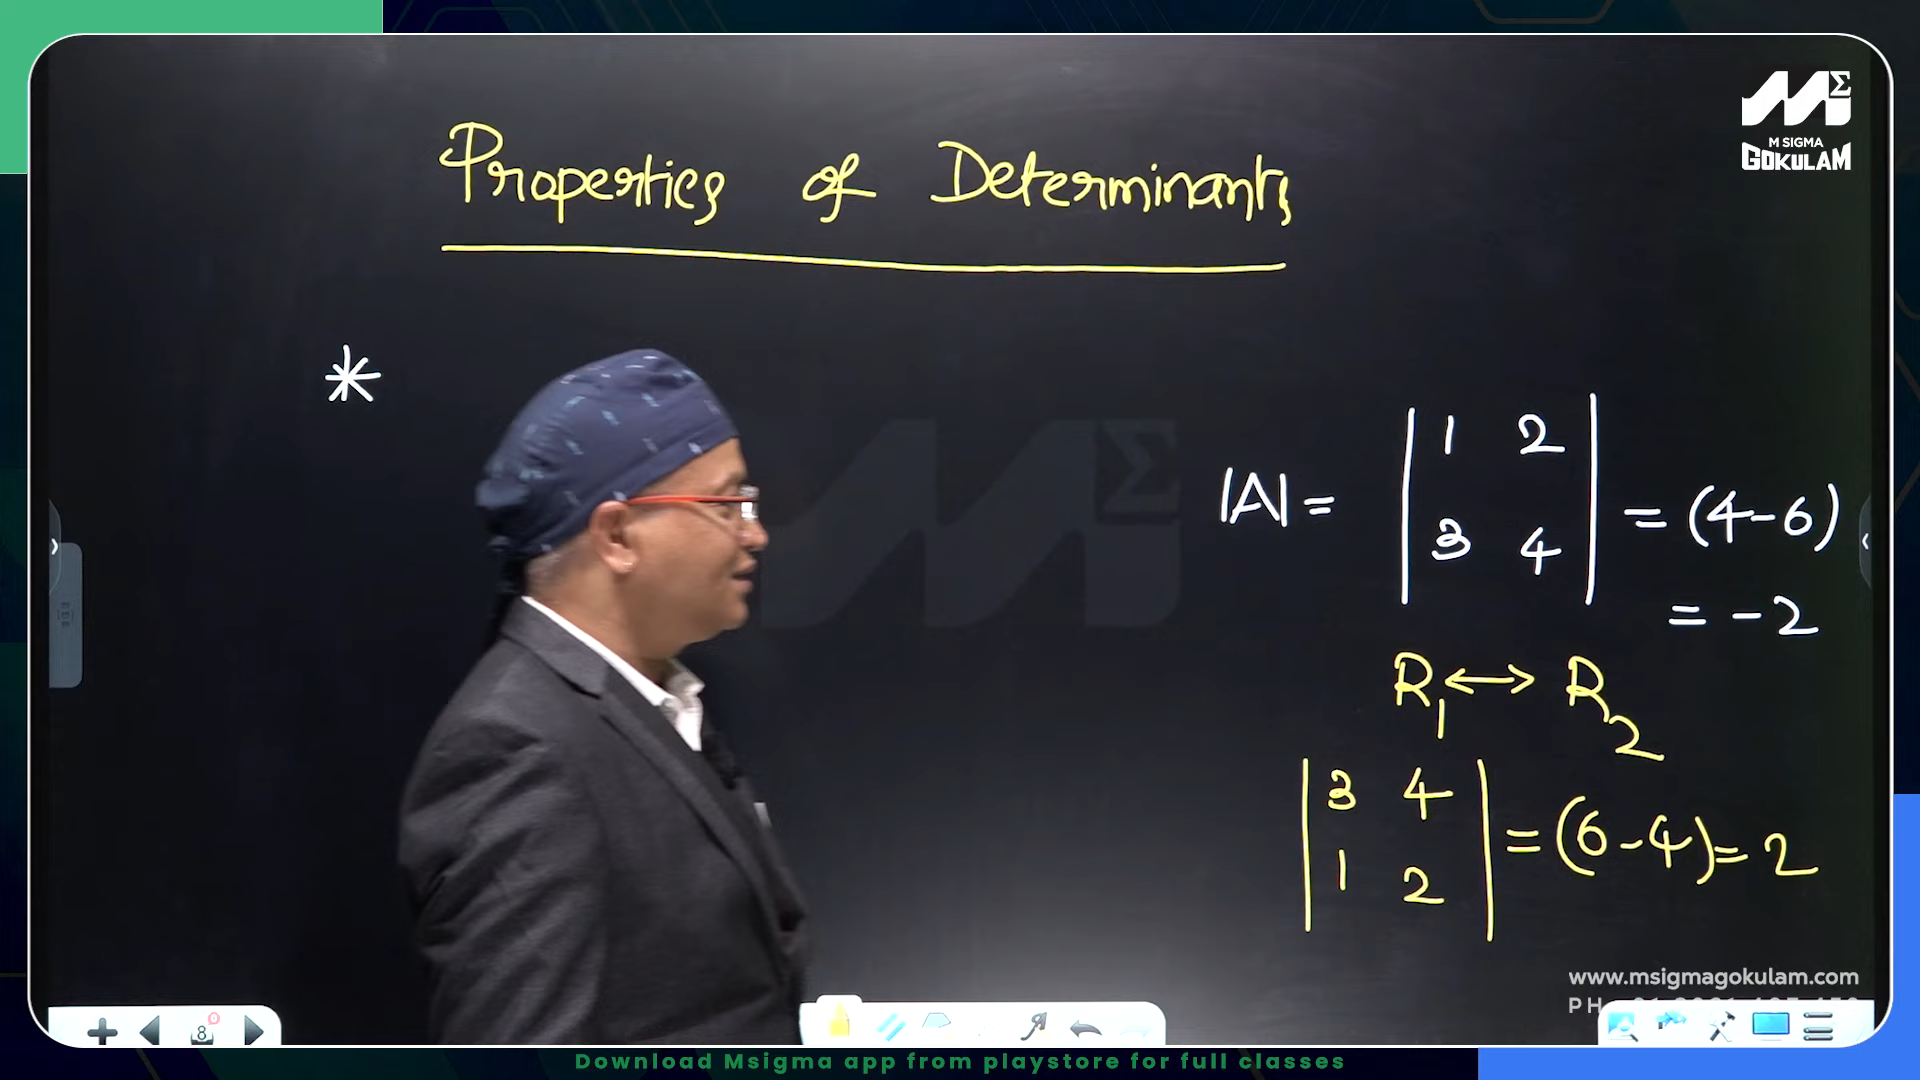 M Σ
M SIGMA
GOKULAM
Properties of Determinants
*
|A| = | 1 2 | = (4-6)
| 3 4 |
= -2
R1 ↔ R2
| 3 4 | = (6-4) = 2
| 1 2 |
www.msigmagokulam.com
8
Download Msigma app from playstore for full classes